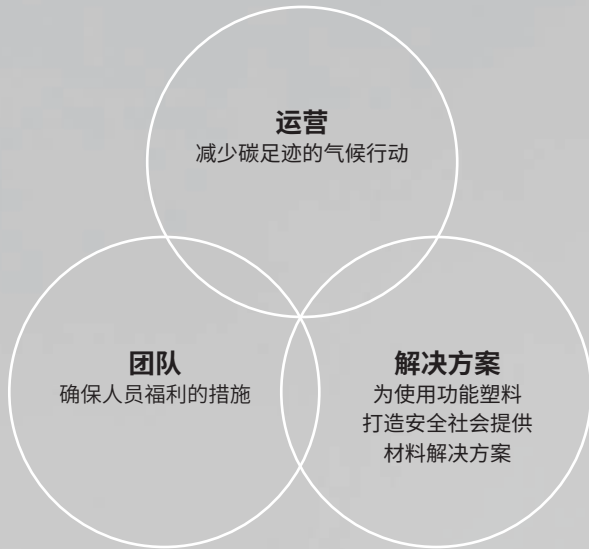 运营
减少碳足迹的气候行动
团队
确保人员福利的措施
解决方案
为使用功能塑料
打造安全社会提供
材料解决方案